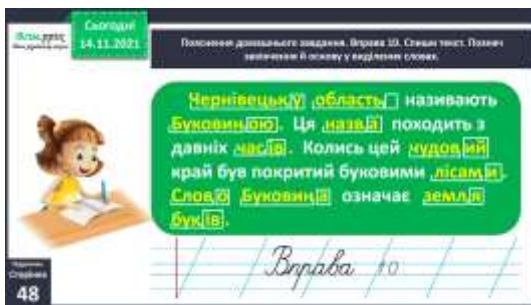 Сьогодні
14.11.2021
Пояснення домашнього завдання. Вправа 10. Спиши текст. Познач
закінчення й основу у виділених словах.
Чернівецьку область називають
Буковиною. Ця назва походить з
давніх часів. Колись цей чудовий
край був покритий буковими лісами.
Слово Буковина означає земля
буків.
Вправа 10
Сторінка
48